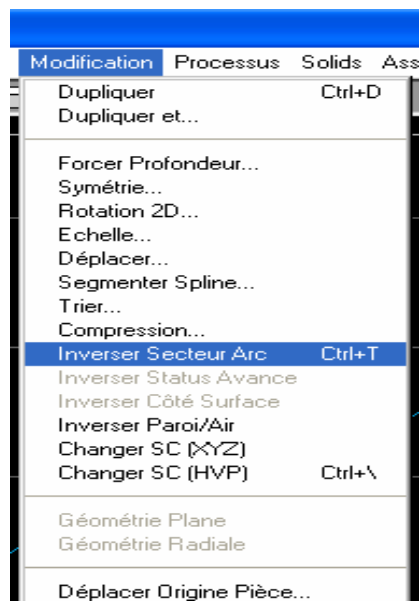 Modification Processus Solids Ass
Dupliquer Ctrl+D
Dupliquer et...
Forcer Profondeur...
Symétrie...
Rotation 2D...
Echelle...
Déplacer...
Segmenter Spline...
Trier...
Compression...
Inverser Secteur Arc Ctrl+T
Inverser Status Avance
Inverser Côté Surface
Inverser Paroi/Air
Changer SC (XYZ)
Changer SC (HVP) Ctrl+\
Géométrie Plane
Géométrie Radiale
Déplacer Origine Pièce...